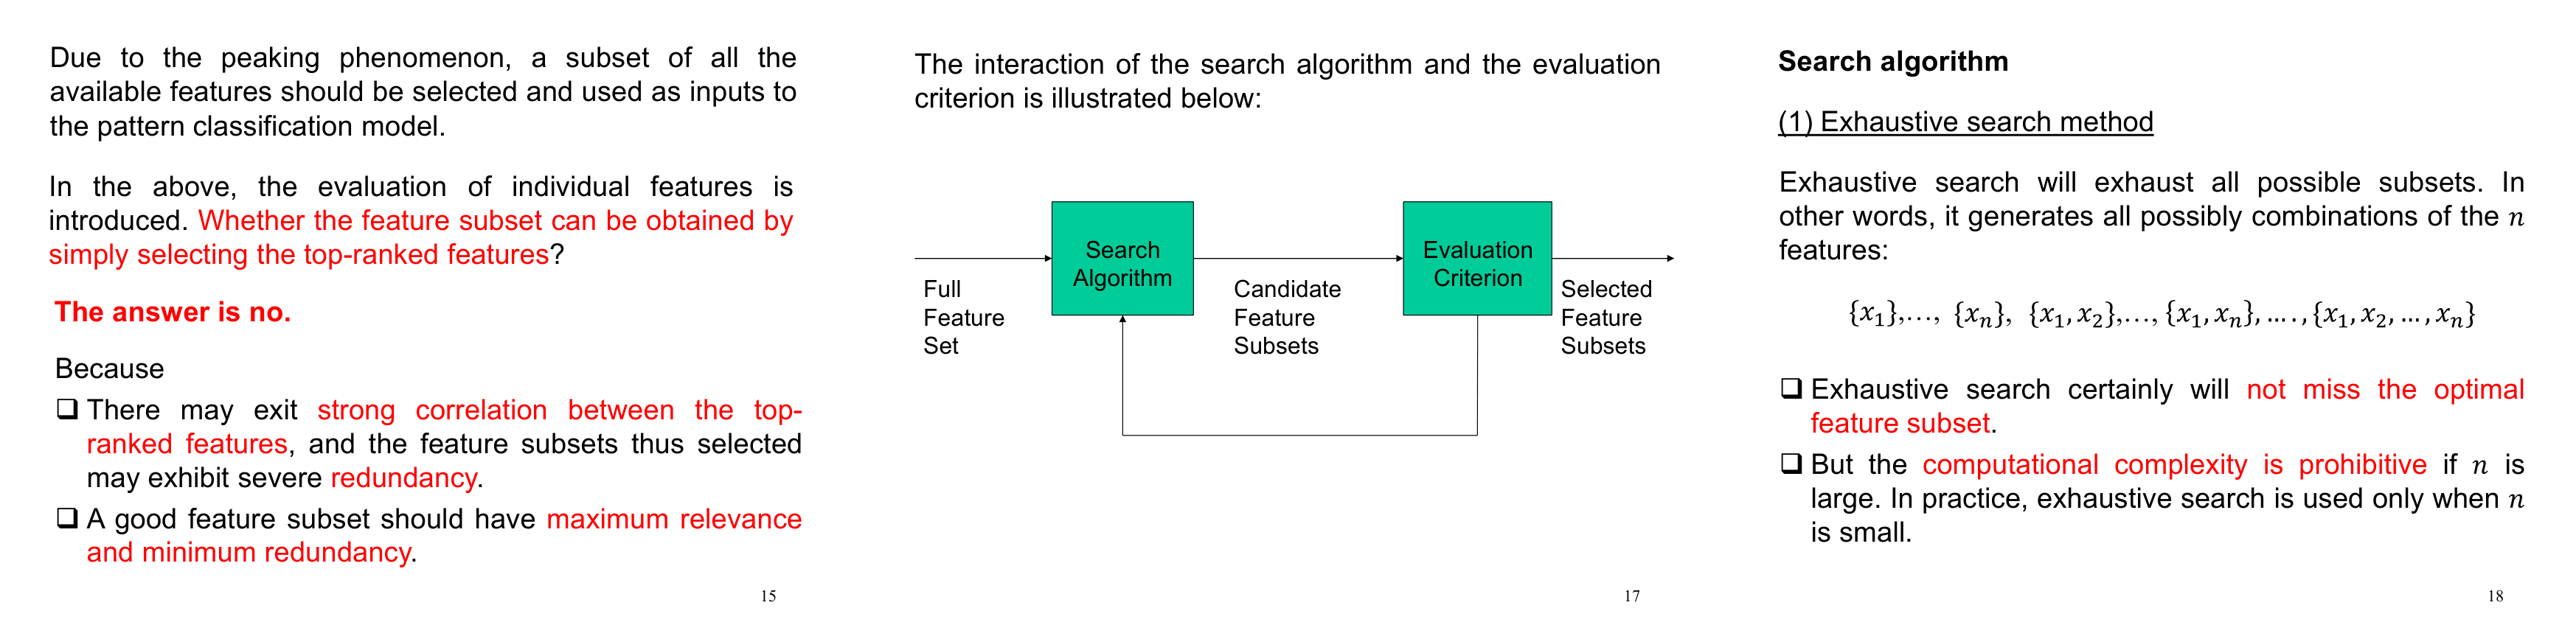 Due to the peaking phenomenon, a subset of all the
available features should be selected and used as inputs to
the pattern classification model.
In the above, the evaluation of individual features is
introduced. Whether the feature subset can be obtained by
simply selecting the top-ranked features?
The answer is no.
Because
❑ There may exit strong correlation between the top-
ranked features, and the feature subsets thus selected
may exhibit severe redundancy.
❑ A good feature subset should have maximum relevance
and minimum redundancy.
15
The interaction of the search algorithm and the evaluation
criterion is illustrated below:
Search
Algorithm
Evaluation
Criterion
Full
Feature
Set
Candidate
Feature
Subsets
Selected
Feature
Subsets
17
Search algorithm
(1) Exhaustive search method
Exhaustive search will exhaust all possible subsets. In
other words, it generates all possibly combinations of the n
features:
{x₁},…, {xₙ}, {x₁, x₂},…, {x₁, xₙ}, … . , {x₁, x₂, … , xₙ}
❑ Exhaustive search certainly will not miss the optimal
feature subset.
❑ But the computational complexity is prohibitive if n is
large. In practice, exhaustive search is used only when n
is small.
18